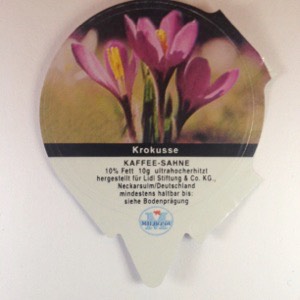 Krokusse
KAFFEE-SAHNE
10% Fett 10g ultrahocherhitzt
hergestellt für Lidl Stiftung & Co. KG.,
Neckarsulm/Deutschland
mindestens haltbar bis:
siehe Bodenprägung
MILBONA